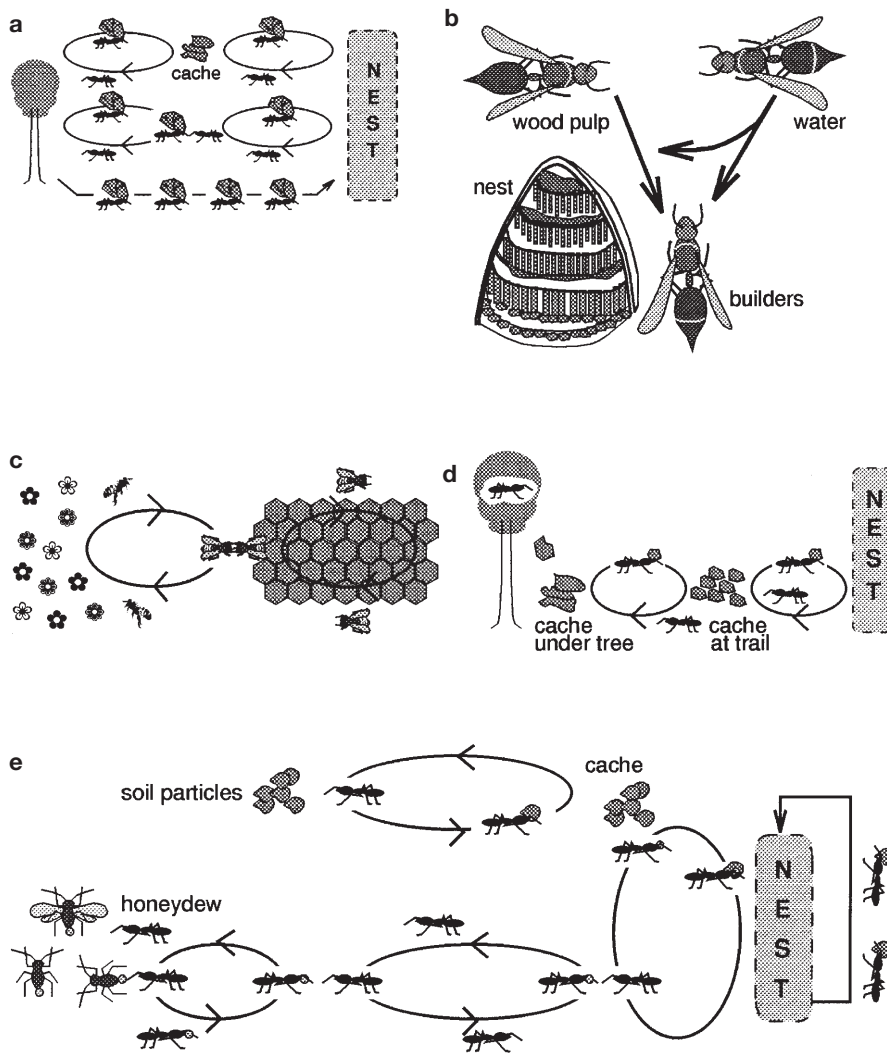 a
cache
N
E
S
T
b
wood pulp
water
nest
builders
c
d
cache
under tree
cache
at trail
N
E
S
T
e
soil particles
cache
honeydew
N
E
S
T